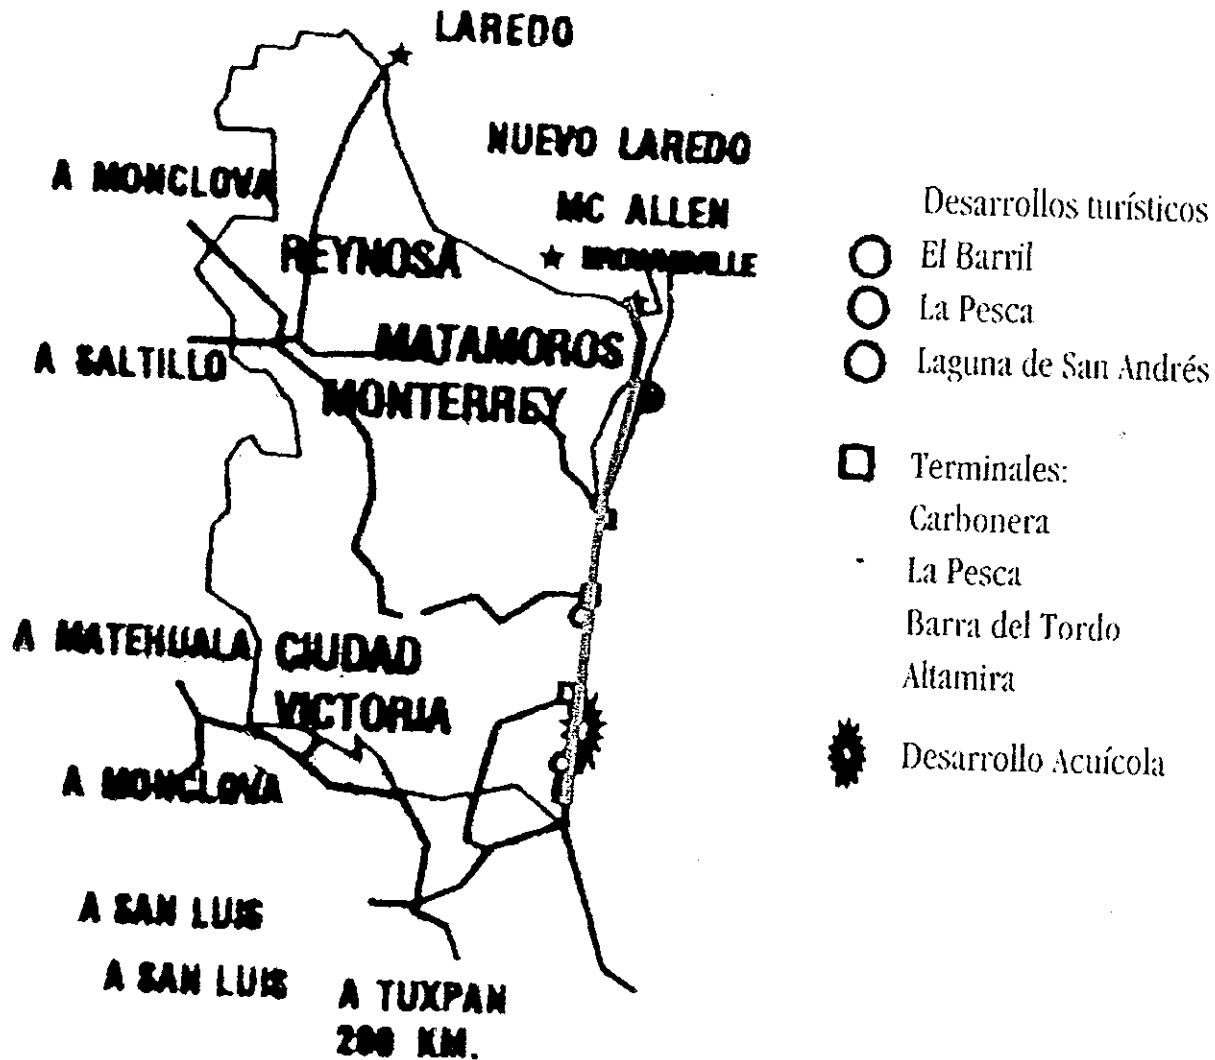 LAREDO
NUEVO LAREDO
A MONCLOVA
MC ALLEN
REYNOSA
BROWNSVILLE
A SALTILLO
MATAMOROS
MONTERREY
A MATEHUALA
CIUDAD
VICTORIA
A MONCLOVA
A SAN LUIS
A SAN LUIS
A TUXPAN
200 KM.
Desarrollos turísticos
El Barril
La Pesca
Laguna de San Andrés
Terminales:
Carbonera
La Pesca
Barra del Tordo
Altamira
Desarrollo Acuícola